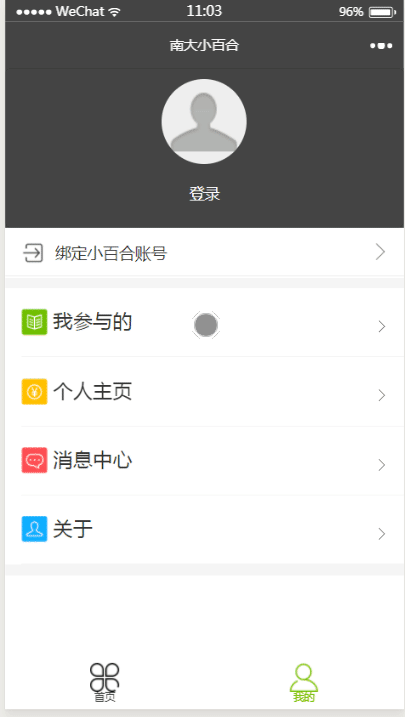 WeChat 11:03 96%
南大小百合
登录
绑定小百合账号
我参与的
个人主页
消息中心
关于
首页 我的